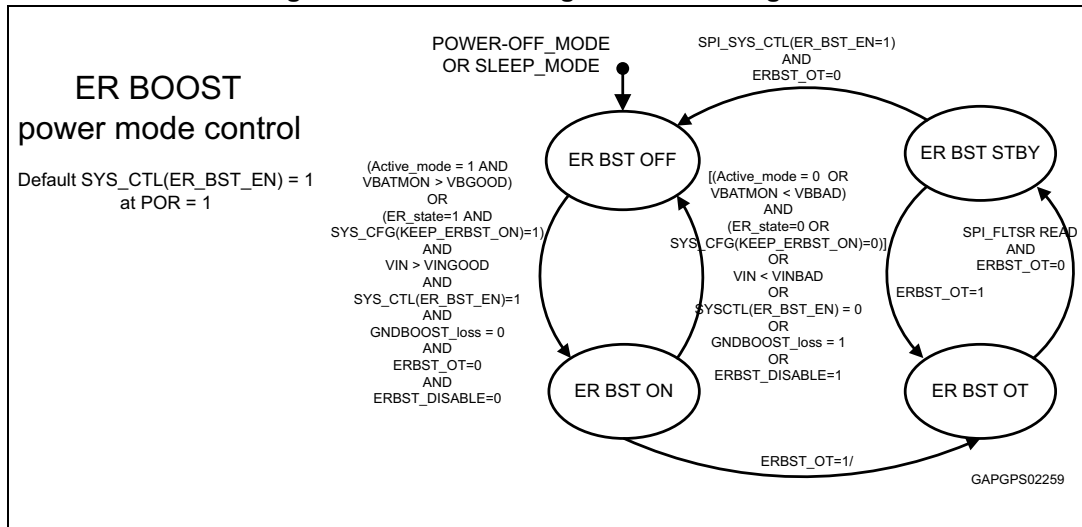 ER BOOST
power mode control
Default SYS_CTL(ER_BST_EN) = 1
at POR = 1
POWER-OFF_MODE
OR SLEEP_MODE
SPI_SYS_CTL(ER_BST_EN=1)
AND
ERBST_OT=0
ER BST OFF
ER BST STBY
(Active_mode = 1 AND
VBATMON > VBGOOD)
OR
(ER_state=1 AND
SYS_CFG(KEEP_ERBST_ON)=1)
AND
VIN > VINGOOD
AND
SYS_CTL(ER_BST_EN)=1
AND
GNDBOOST_loss = 0
AND
ERBST_OT=0
AND
ERBST_DISABLE=0
[(Active_mode = 0 OR
VBATMON < VBBAD)
AND
(ER_state=0 OR
SYS_CFG(KEEP_ERBST_ON)=0)]
OR
VIN < VINBAD
OR
SYSCTL(ER_BST_EN) = 0
OR
GNDBOOST_loss = 1
OR
ERBST_DISABLE=1
SPI_FLTSR READ
AND
ERBST_OT=0
ERBST_OT=1
ER BST ON
ER BST OT
ERBST_OT=1/
GAPGPS02259